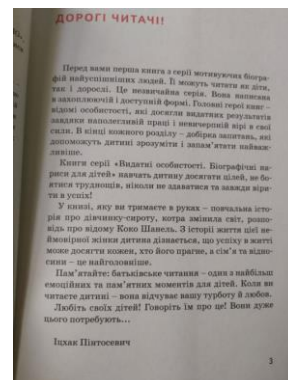 ДОРОГІ ЧИТАЧІ!
Перед вами перша книга з серії мотивуючих біогра-
фій найуспішніших людей. Її можуть читати як діти,
так і дорослі. Це незвичайна серія. Вона написана
в захоплюючій і доступній формі. Головні герої книг –
відомі особистості, які досягли видатних результатів
завдяки наполегливій праці і невичерпній вірі в свої
сили. В кінці кожного розділу – добірка запитань, які
допоможуть дитині зрозуміти і запам'ятати найваж-
ливіше.
Книги серії «Видатні особистості. Біографічні на-
риси для дітей» навчать дитину досягати цілей, не бо-
ятися труднощів, ніколи не здаватися та завжди віри-
ти в успіх!
У книзі, яку ви тримаєте в руках – повчальна істо-
рія про дівчинку-сироту, котра змінила світ, розпо-
відь про відому Коко Шанель. З історії життя цієї не-
ймовірної жінки дитина дізнається, що успіху в житті
може досягти кожен, хто його прагне, а сім'я та відно-
сини – це найголовніше.
Пам'ятайте: батьківське читання – один з найбільш
емоційних та пам'ятних моментів для дітей. Коли ви
читаєте дитині – вона відчуває вашу турботу й любов.
Любіть своїх дітей! Говоріть їм про це! Вони дуже
цього потребують...
Іцхак Пінтосевич
3